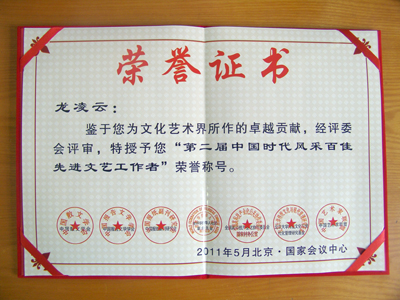 荣誉证书
龙凌云：
鉴于您为文化艺术界所作的卓越贡献，经评委
会评审，特授予您“第二届中国时代风采百佳
先进文艺工作者”荣誉称号。
2011年5月北京·国家会议中心